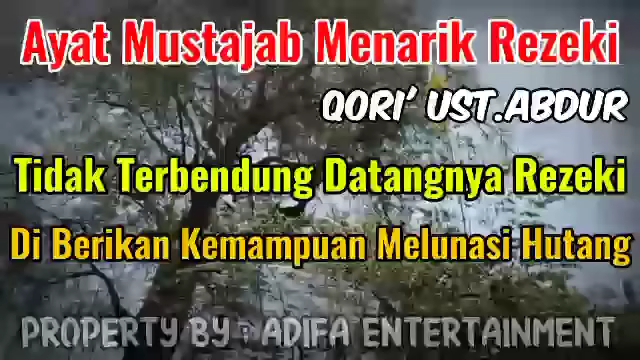 Ayat Mustajab Menarik Rezeki
QORI' UST.ABDUR
Tidak Terbendung Datangnya Rezeki
Di Berikan Kemampuan Melunasi Hutang
PROPERTY BY : ADIFA ENTERTAINMENT